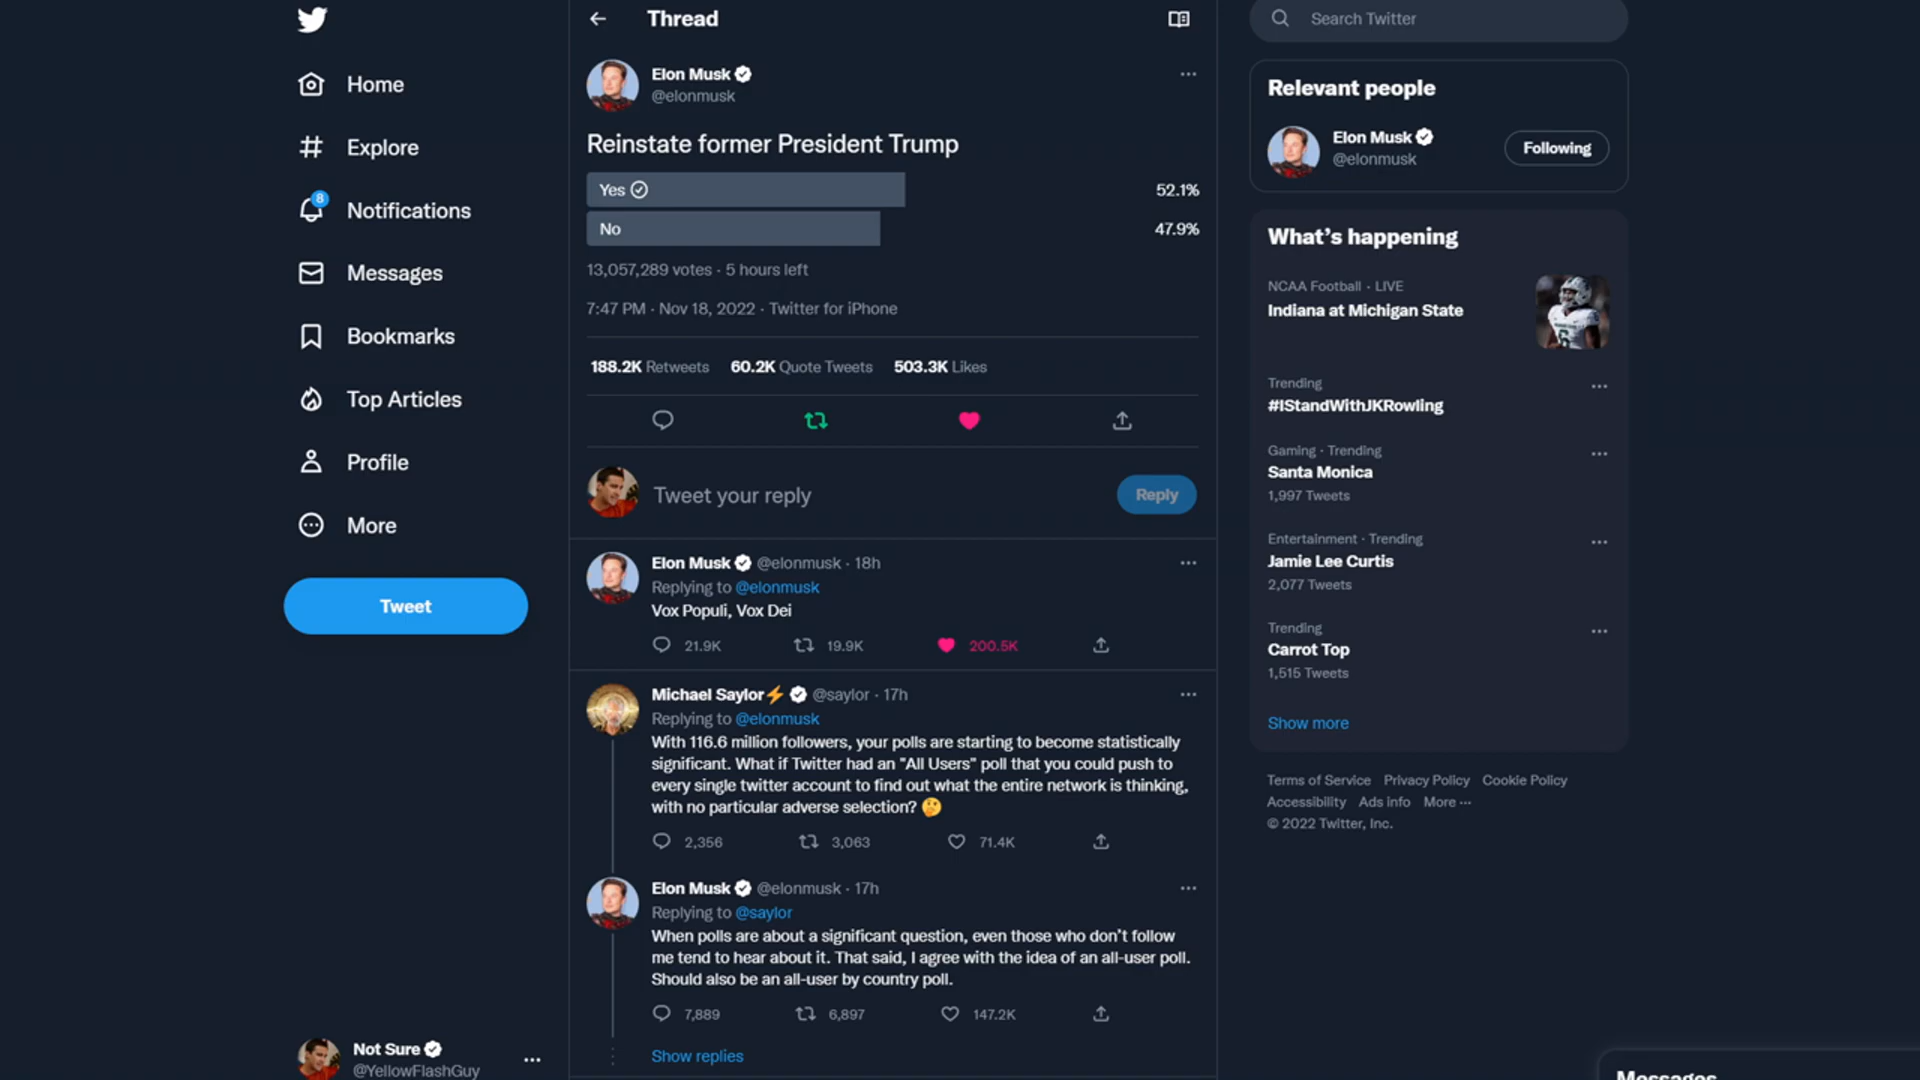 Home
Explore
8
Notifications
Messages
Bookmarks
Top Articles
Profile
More
Tweet
Not Sure
@YellowFlashGuy
Thread
Elon Musk
@elonmusk
Reinstate former President Trump
Yes 52.1%
No 47.9%
13,057,289 votes · 5 hours left
7:47 PM · Nov 18, 2022 · Twitter for iPhone
188.2K Retweets 60.2K Quote Tweets 503.3K Likes
Tweet your reply
Reply
Elon Musk @elonmusk · 18h
Replying to @elonmusk
Vox Populi, Vox Dei
21.9K 19.9K 200.5K
Michael Saylor⚡ @saylor · 17h
Replying to @elonmusk
With 116.6 million followers, your polls are starting to become statistically
significant. What if Twitter had an "All Users" poll that you could push to
every single twitter account to find out what the entire network is thinking,
with no particular adverse selection? 🤔
2,356 3,063 71.4K
Elon Musk @elonmusk · 17h
Replying to @saylor
When polls are about a significant question, even those who don't follow
me tend to hear about it. That said, I agree with the idea of an all-user poll.
Should also be an all-user by country poll.
7,889 6,897 147.2K
Show replies
Search Twitter
Relevant people
Elon Musk
@elonmusk
Following
What's happening
NCAA Football · LIVE
Indiana at Michigan State
Trending
#IStandWithJKRowling
Gaming · Trending
Santa Monica
1,997 Tweets
Entertainment · Trending
Jamie Lee Curtis
2,077 Tweets
Trending
Carrot Top
1,515 Tweets
Show more
Terms of Service Privacy Policy Cookie Policy
Accessibility Ads info More ···
© 2022 Twitter, Inc.
Messages